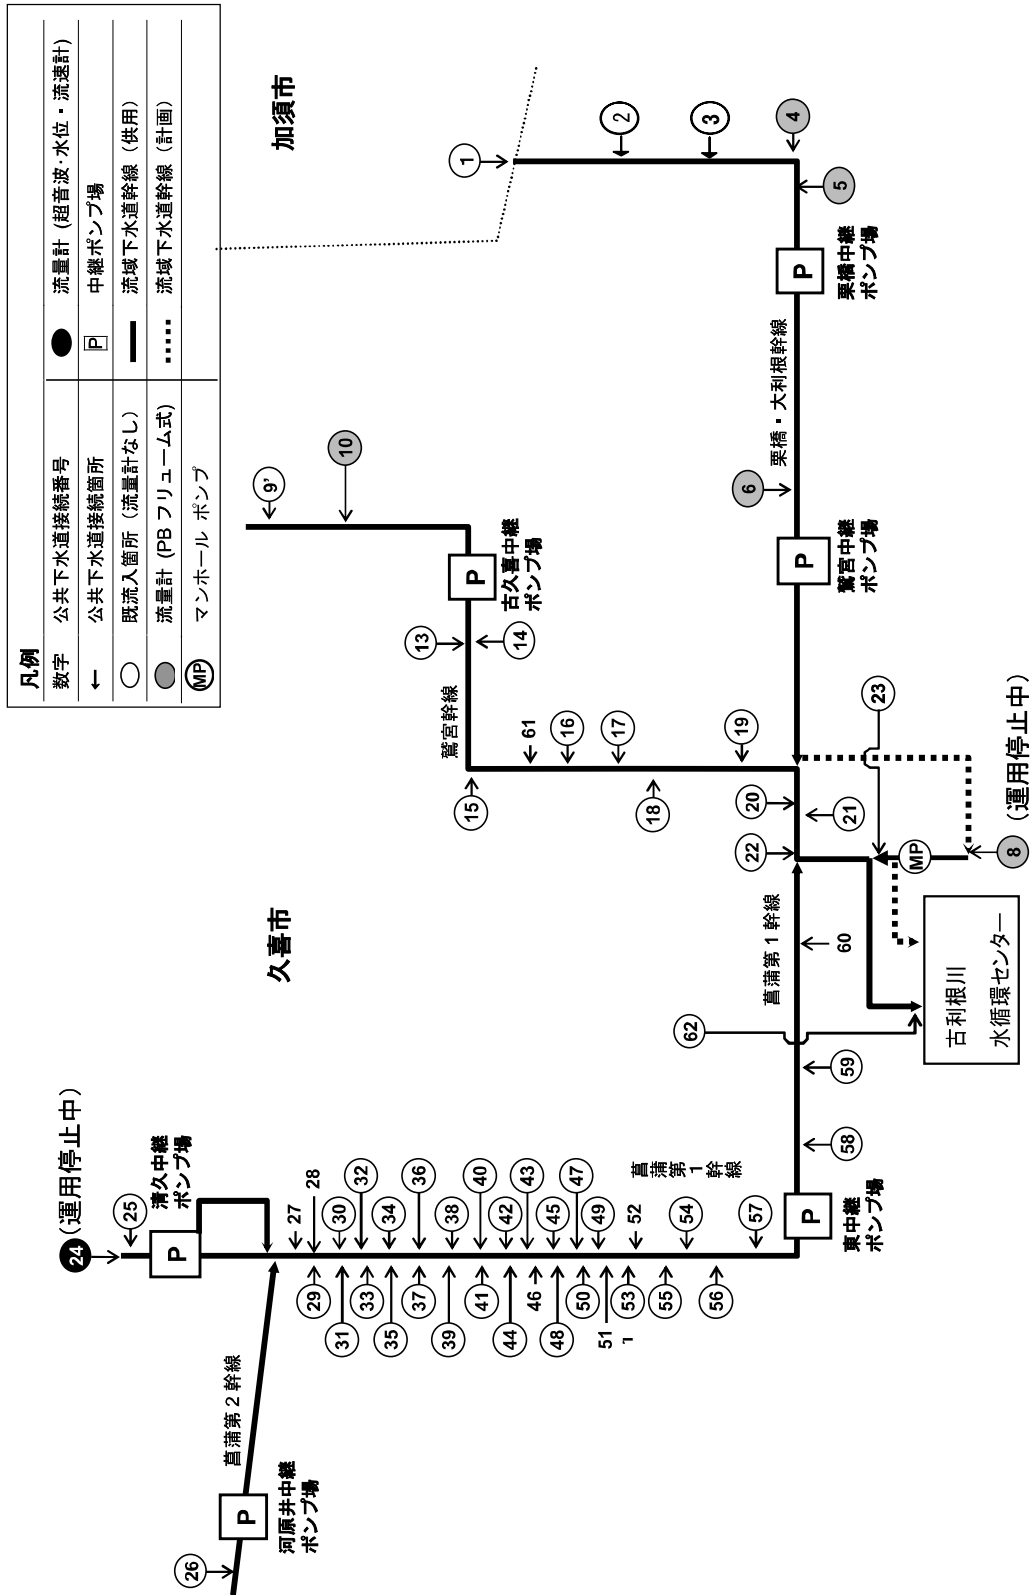 凡例
数字 公共下水道接続番号
← 公共下水道接続箇所
既流入箇所（流量計なし）
流量計 (PB フリューム式)
MP マンホール ポンプ
流量計 (超音波・水位・流速計)
P 中継ポンプ場
流域下水道幹線（供用）
流域下水道幹線（計画）
加須市
久喜市
1
2
3
4
5
栗橋中継
ポンプ場
P
栗橋・大利根幹線
6
鷲宮中継
ポンプ場
P
9'
10
古久喜中継
ポンプ場
P
13
14
鷲宮幹線
15
61
16
17
18
19
20
21
22
23
MP
8
(運用停止中)
古利根川
水循環センター
菖蒲第１幹線
60
62
59
58
東中継
ポンプ場
P
24
(運用停止中)
25
清久中継
ポンプ場
P
菖蒲第２幹線
河原井中継
ポンプ場
P
26
27
28
29
30
31
32
33
34
35
36
37
38
39
40
41
42
43
44
45
46
47
48
49
50
51
52
53
54
55
56
57
菖蒲第１幹線